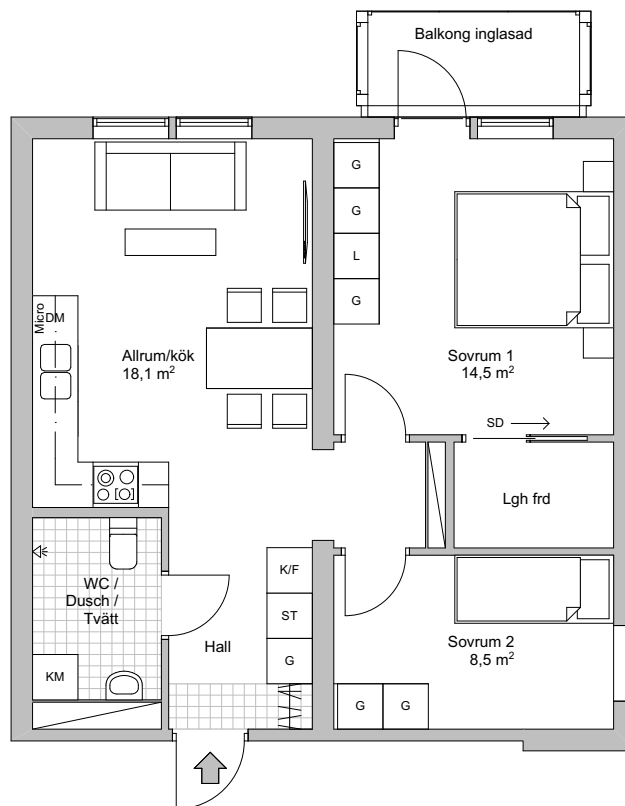 Balkong inglasad
G
G
L
G
Micro
DM
Allrum/kök
18,1 m²
Sovrum 1
14,5 m²
SD
Lgh frd
K/F
ST
G
WC /
Dusch /
Tvätt
KM
Hall
Sovrum 2
8,5 m²
G
G